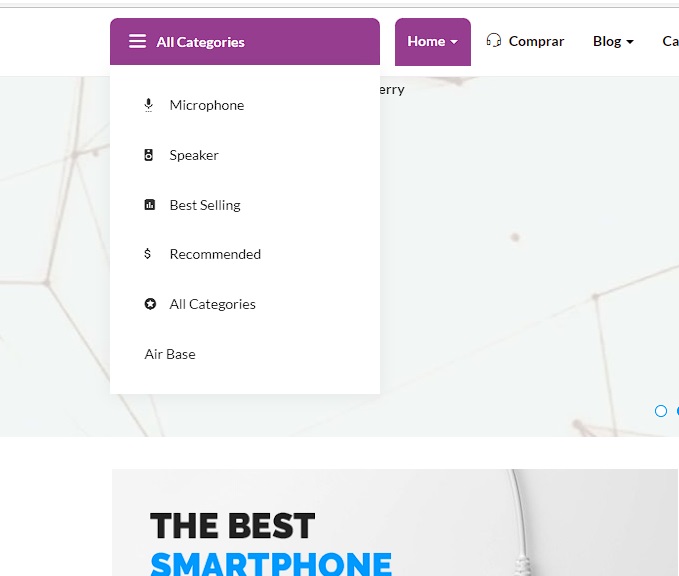 All Categories
Home
Comprar
Blog
Ca
erry
Microphone
Speaker
Best Selling
Recommended
All Categories
Air Base
THE BEST
SMARTPHONE